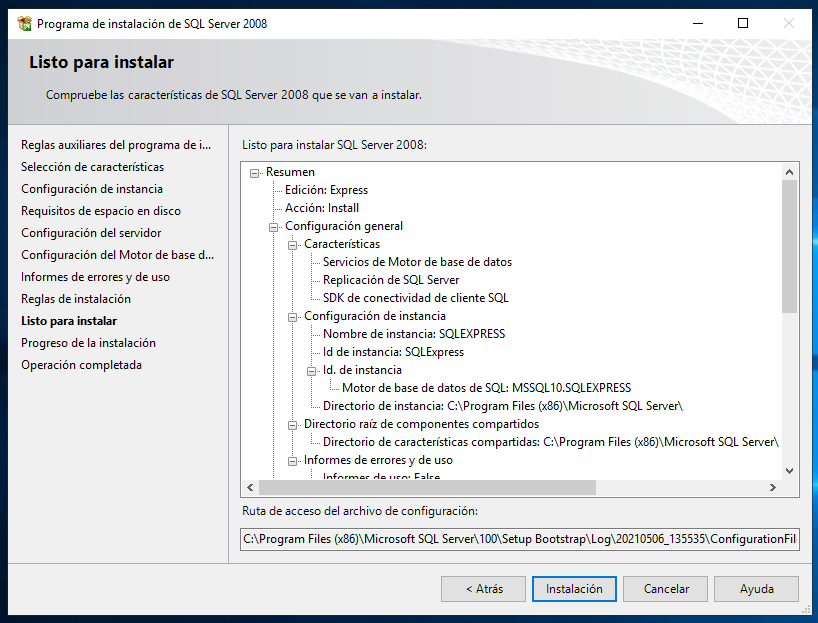 Programa de instalación de SQL Server 2008
Listo para instalar
Compruebe las características de SQL Server 2008 que se van a instalar.
Reglas auxiliares del programa de i...
Selección de características
Configuración de instancia
Requisitos de espacio en disco
Configuración del servidor
Configuración del Motor de base d...
Informes de errores y de uso
Reglas de instalación
Listo para instalar
Progreso de la instalación
Operación completada
Listo para instalar SQL Server 2008:
Resumen
Edición: Express
Acción: Install
Configuración general
Características
Servicios de Motor de base de datos
Replicación de SQL Server
SDK de conectividad de cliente SQL
Configuración de instancia
Nombre de instancia: SQLEXPRESS
Id de instancia: SQLExpress
Id. de instancia
Motor de base de datos de SQL: MSSQL10.SQLEXPRESS
Directorio de instancia: C:\Program Files (x86)\Microsoft SQL Server\
Directorio raíz de componentes compartidos
Directorio de características compartidas: C:\Program Files (x86)\Microsoft SQL Server\
Informes de errores y de uso
Informes de uso: False
Ruta de acceso del archivo de configuración:
C:\Program Files (x86)\Microsoft SQL Server\100\Setup Bootstrap\Log\20210506_135535\ConfigurationFil
< Atrás
Instalación
Cancelar
Ayuda